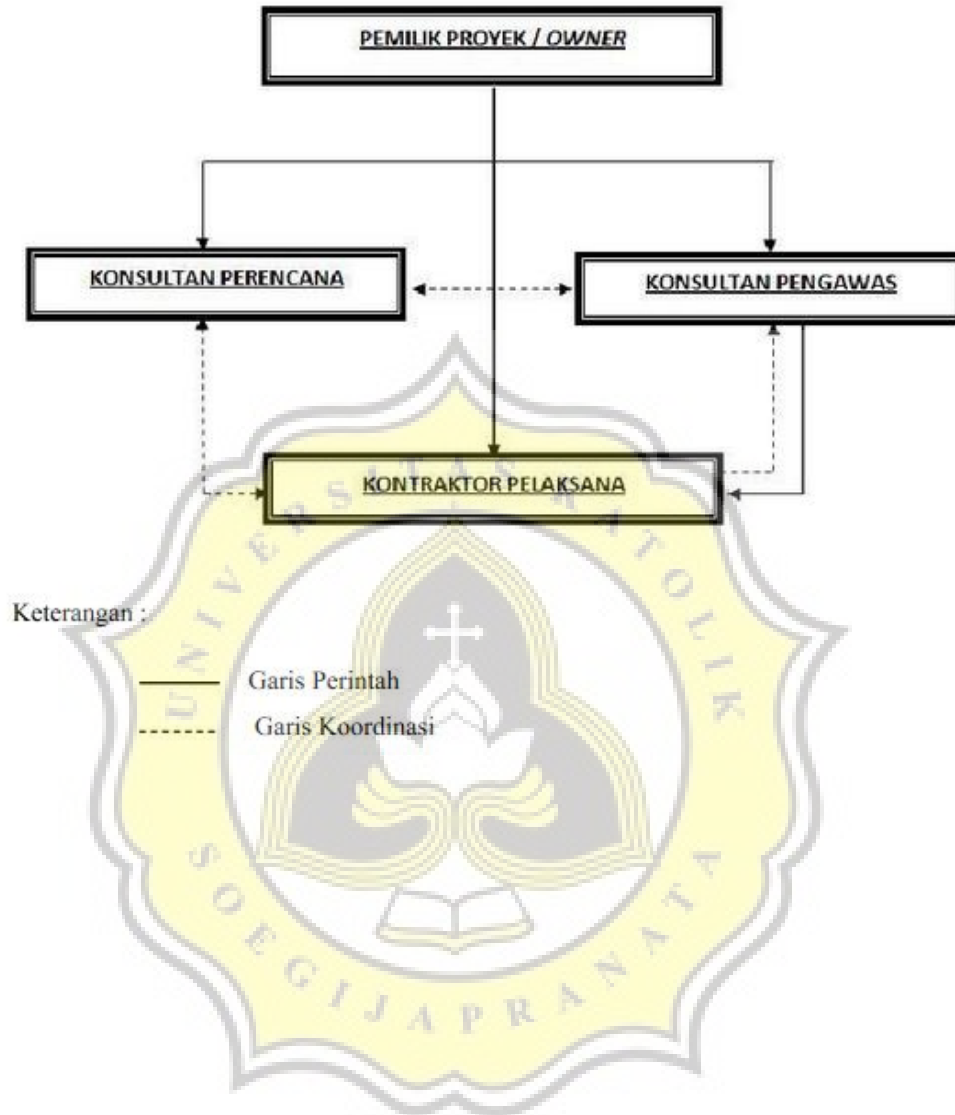 PEMILIK PROYEK / OWNER
KONSULTAN PERENCANA
KONSULTAN PENGAWAS
KONTRAKTOR PELAKSANA
Keterangan :
Garis Perintah
Garis Koordinasi
UNIVERSITAS KATOLIK
SOEGIJAPRANATA